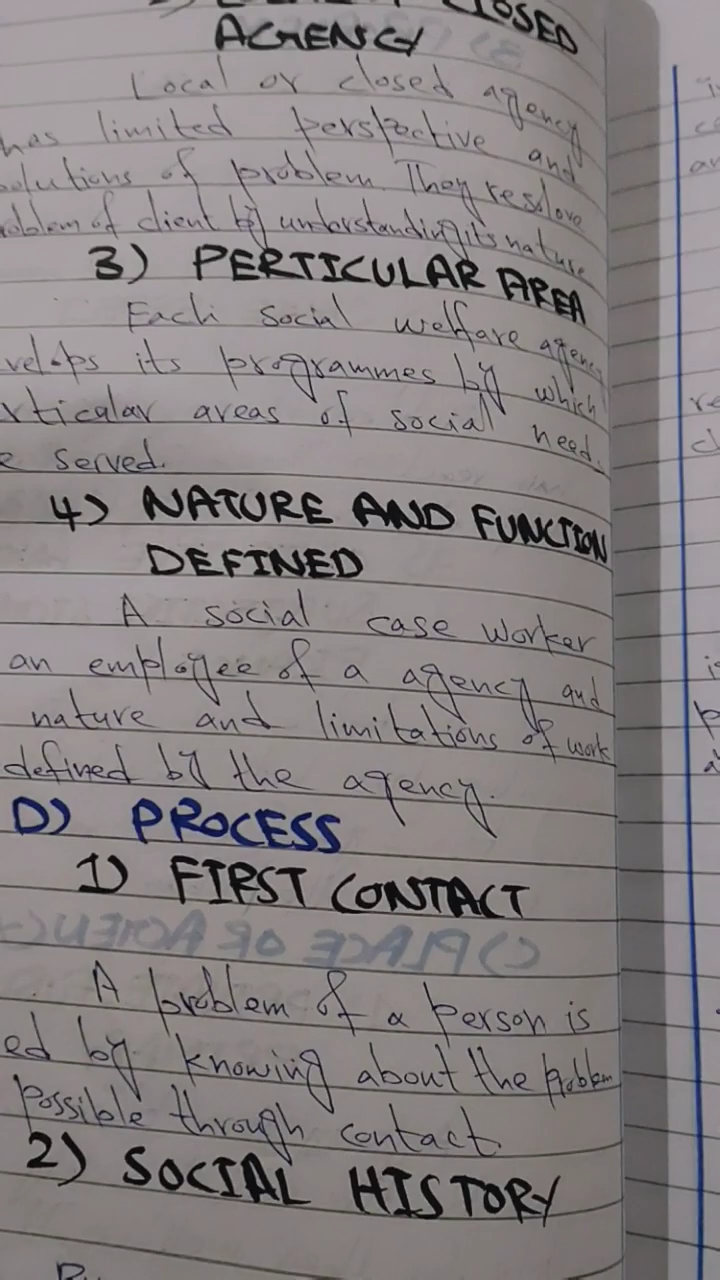 CLOSED
AGENCY
Local or closed agency
has limited perspective and
solutions of problem. They reslove
oblem of client by understanding its nature
3) PERTICULAR AREA
Each social welfare agency
velops its programmes by which
rticalar areas of social need.
e served.
4) NATURE AND FUNCTION
DEFINED
A social case worker
an employee of a agency and
nature and limitations of work
defined by the agency.
D) PROCESS
1) FIRST CONTACT
A problem of a person is
ed by knowing about the problem
possible through contact.
2) SOCIAL HISTORY